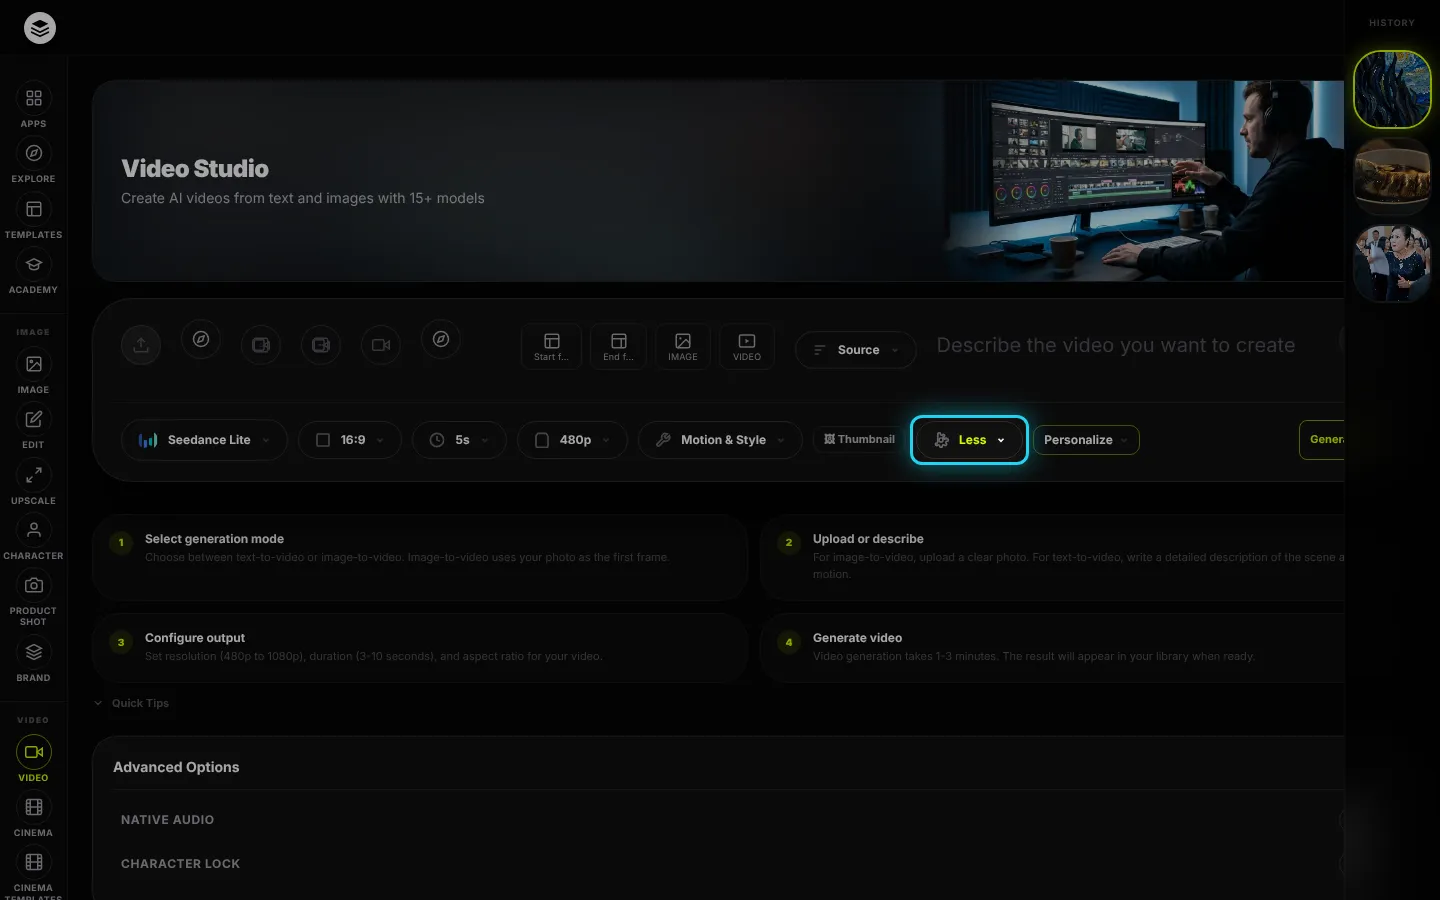 HISTORY
APPS
EXPLORE
TEMPLATES
ACADEMY
IMAGE
IMAGE
EDIT
UPSCALE
CHARACTER
PRODUCT
SHOT
BRAND
VIDEO
VIDEO
CINEMA
CINEMA
TEMPLATES
Video Studio
Create AI videos from text and images with 15+ models
Start f...
End f...
IMAGE
VIDEO
Source
Describe the video you want to create
Seedance Lite
16:9
5s
480p
Motion & Style
Thumbnail
Less
Personalize
Gener
1
Select generation mode
Choose between text-to-video or image-to-video. Image-to-video uses your photo as the first frame.
2
Upload or describe
For image-to-video, upload a clear photo. For text-to-video, write a detailed description of the scene a
motion.
3
Configure output
Set resolution (480p to 1080p), duration (3-10 seconds), and aspect ratio for your video.
4
Generate video
Video generation takes 1-3 minutes. The result will appear in your library when ready.
Quick Tips
Advanced Options
NATIVE AUDIO
CHARACTER LOCK